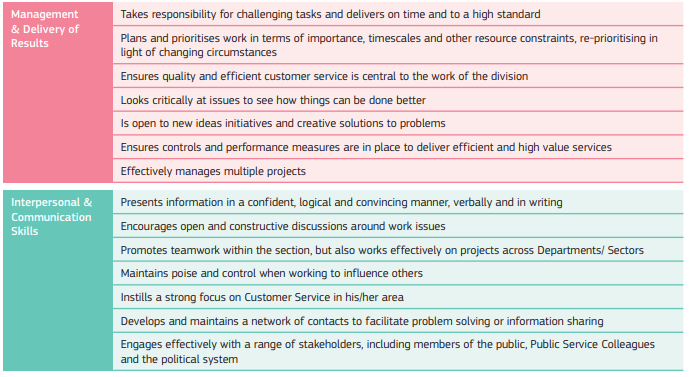 Management
& Delivery of
Results
Takes responsibility for challenging tasks and delivers on time and to a high standard
Plans and prioritises work in terms of importance, timescales and other resource constraints, re-prioritising in
light of changing circumstances
Ensures quality and efficient customer service is central to the work of the division
Looks critically at issues to see how things can be done better
Is open to new ideas initiatives and creative solutions to problems
Ensures controls and performance measures are in place to deliver efficient and high value services
Effectively manages multiple projects
Interpersonal &
Communication
Skills
Presents information in a confident, logical and convincing manner, verbally and in writing
Encourages open and constructive discussions around work issues
Promotes teamwork within the section, but also works effectively on projects across Departments/ Sectors
Maintains poise and control when working to influence others
Instills a strong focus on Customer Service in his/her area
Develops and maintains a network of contacts to facilitate problem solving or information sharing
Engages effectively with a range of stakeholders, including members of the public, Public Service Colleagues
and the political system